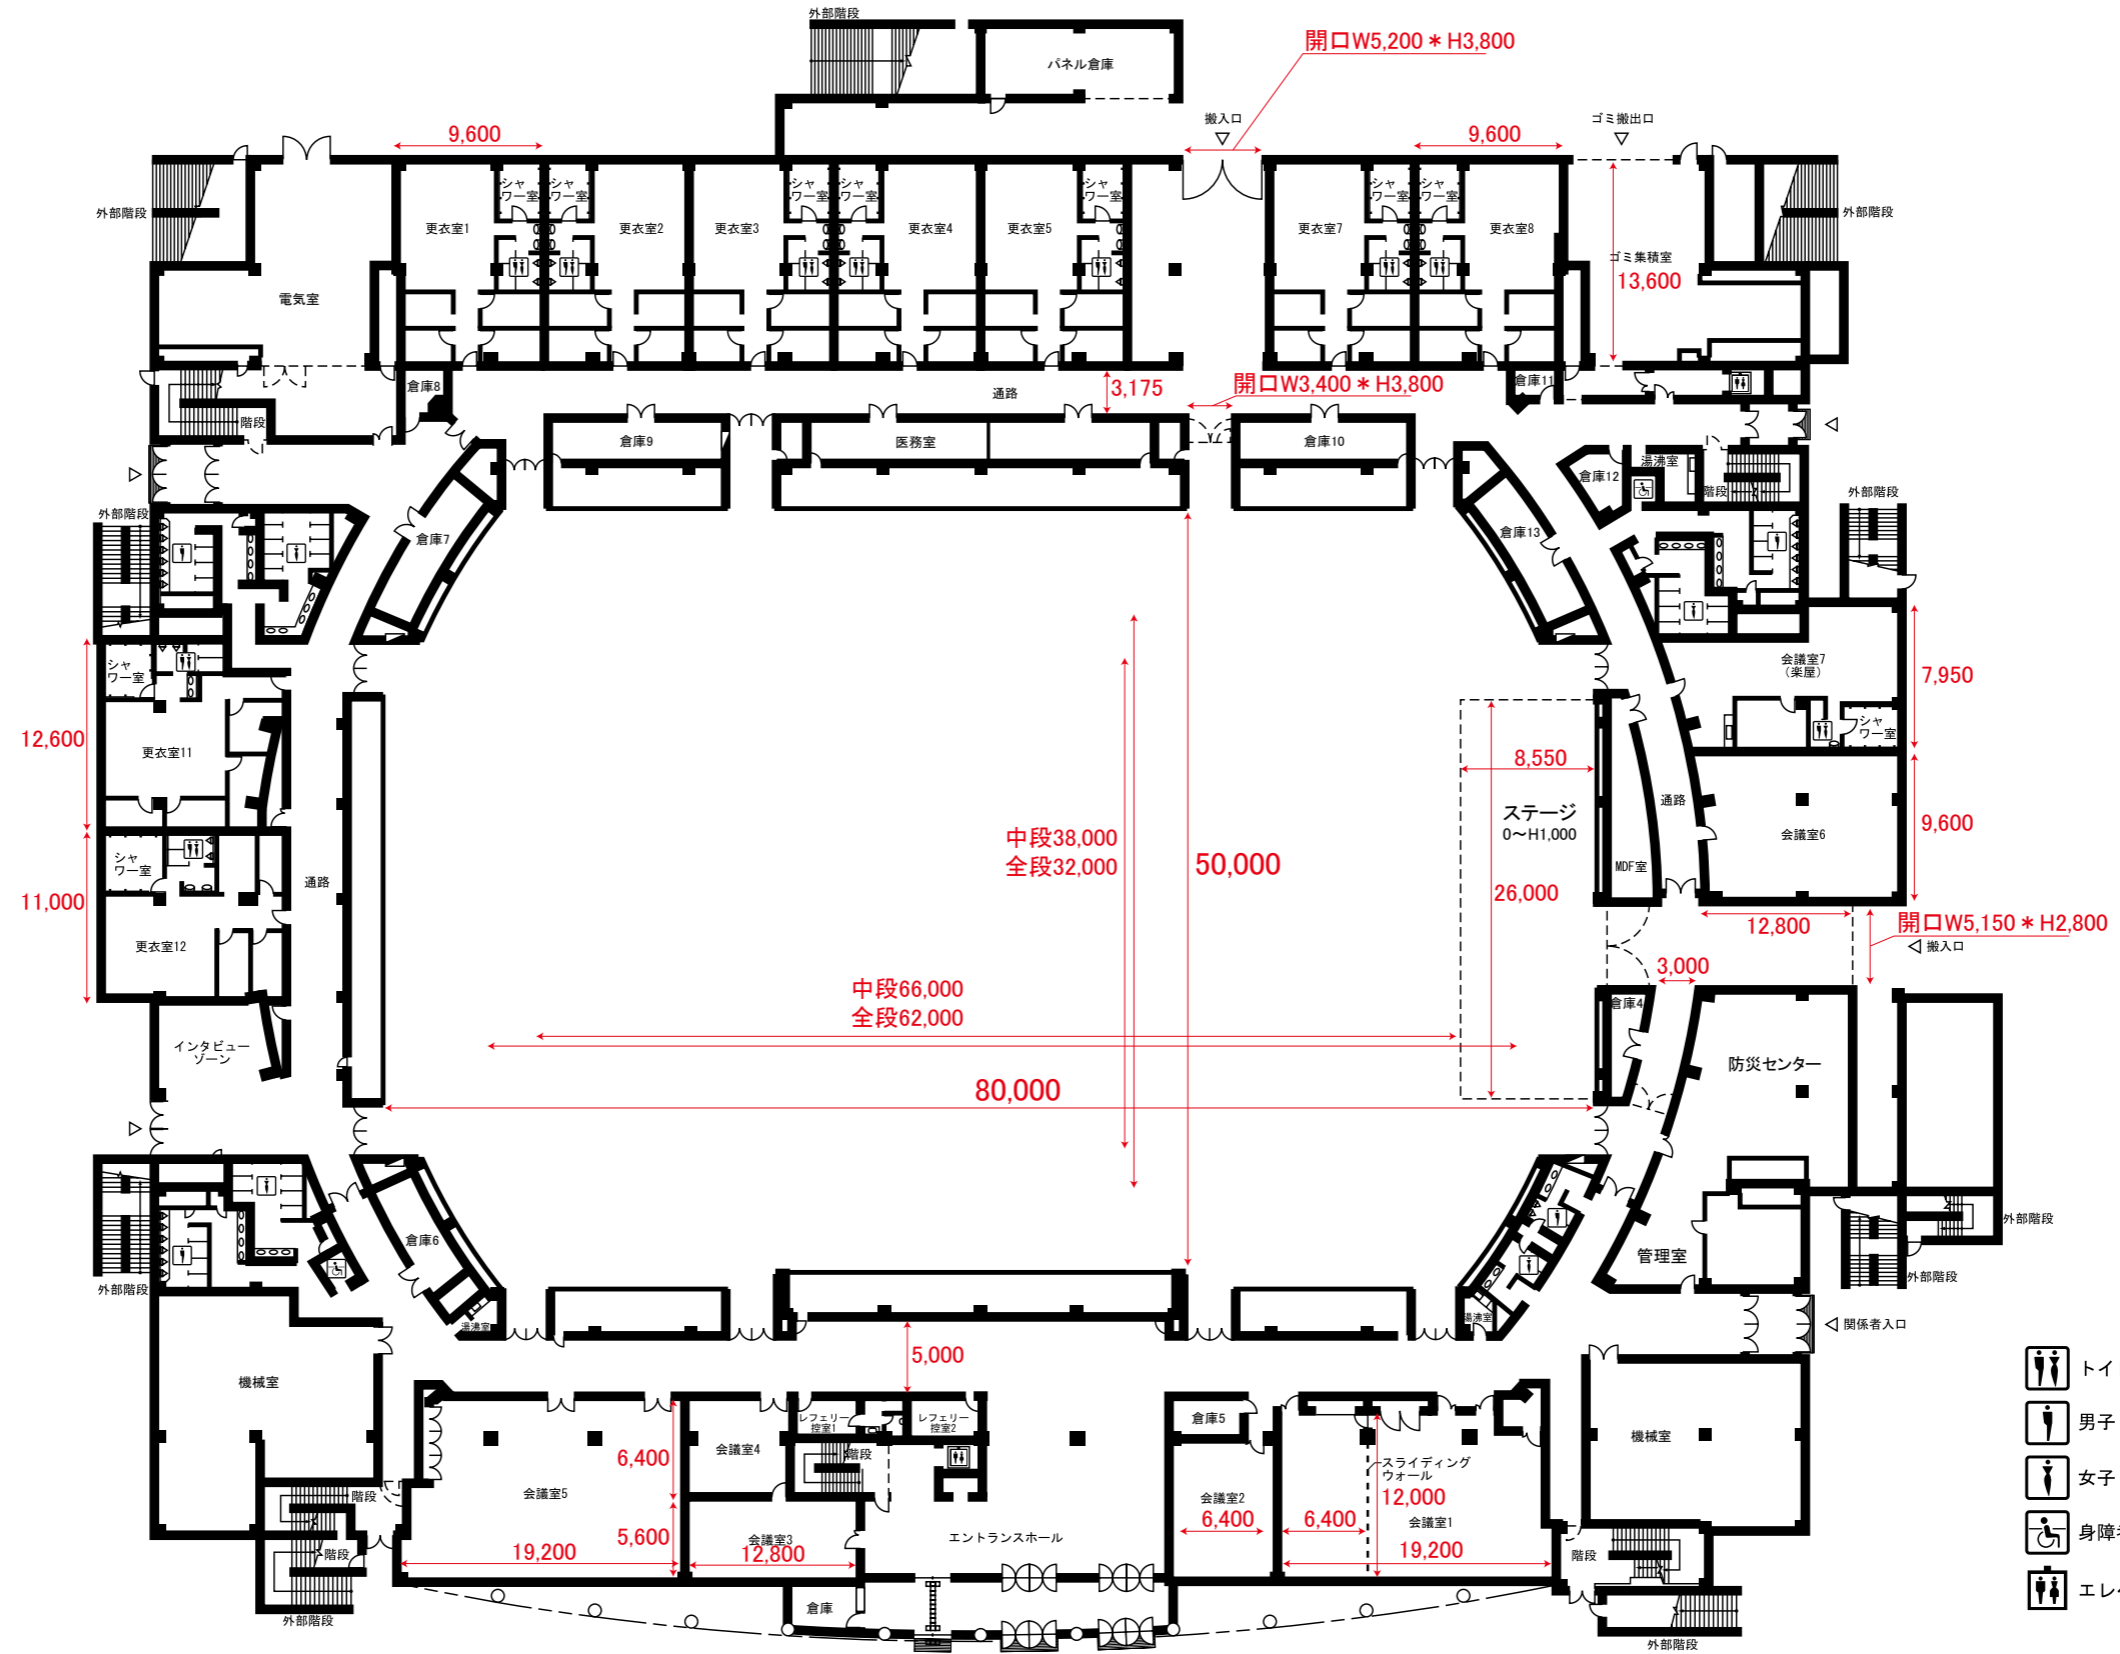 外部階段
開口W5,200＊H3,800
パネル倉庫
搬入口
ゴミ搬出口
9,600
9,600
外部階段
シャ
ワー室
シャ
ワー室
シャ
ワー室
シャ
ワー室
シャ
ワー室
シャ
ワー室
シャ
ワー室
外部階段
更衣室1
更衣室2
更衣室3
更衣室4
更衣室5
更衣室7
更衣室8
ゴミ集積室
13,600
電気室
倉庫8
3,175
通路
開口W3,400＊H3,800
倉庫11
階段
倉庫9
医務室
倉庫10
湯沸室
倉庫12
階段
外部階段
外部階段
倉庫7
倉庫13
シャ
ワー室
会議室7
（楽屋）
7,950
シャ
ワー室
12,600
更衣室11
8,550
通路
ステージ
0～H1,000
会議室6
9,600
中段38,000
全段32,000
50,000
シャ
ワー室
通路
MDF室
26,000
11,000
更衣室12
12,800
開口W5,150＊H2,800
搬入口
3,000
中段66,000
全段62,000
倉庫4
インタビュー
ゾーン
防災センター
80,000
倉庫6
管理室
外部階段
外部階段
外部階段
湯沸室
湯沸室
関係者入口
5,000
機械室
レフェリー
控室1
レフェリー
控室2
倉庫5
会議室4
階段
6,400
機械室
スライディング
ウォール
会議室5
階段
会議室2
12,000
6,400
6,400
会議室1
5,600
会議室3
エントランスホール
19,200
12,800
19,200
階段
階段
倉庫
外部階段
外部階段
トイ
男子
女子
身障
エレ